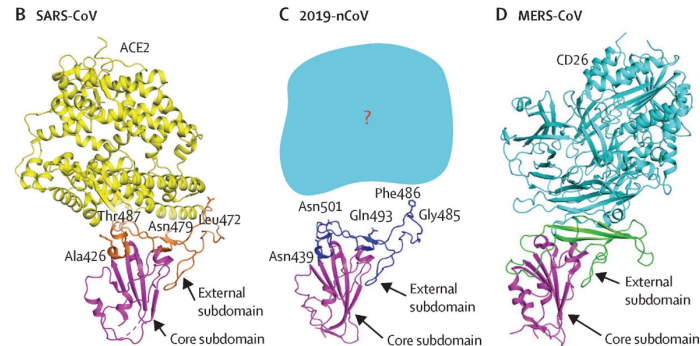 B SARS-CoV
ACE2
Thr487
Asn479
Leu472
Ala426
External
subdomain
Core subdomain
C 2019-nCoV
?
Phe486
Asn501
Gln493
Gly485
Asn439
External
subdomain
Core subdomain
D MERS-CoV
CD26
External
subdomain
Core subdomain